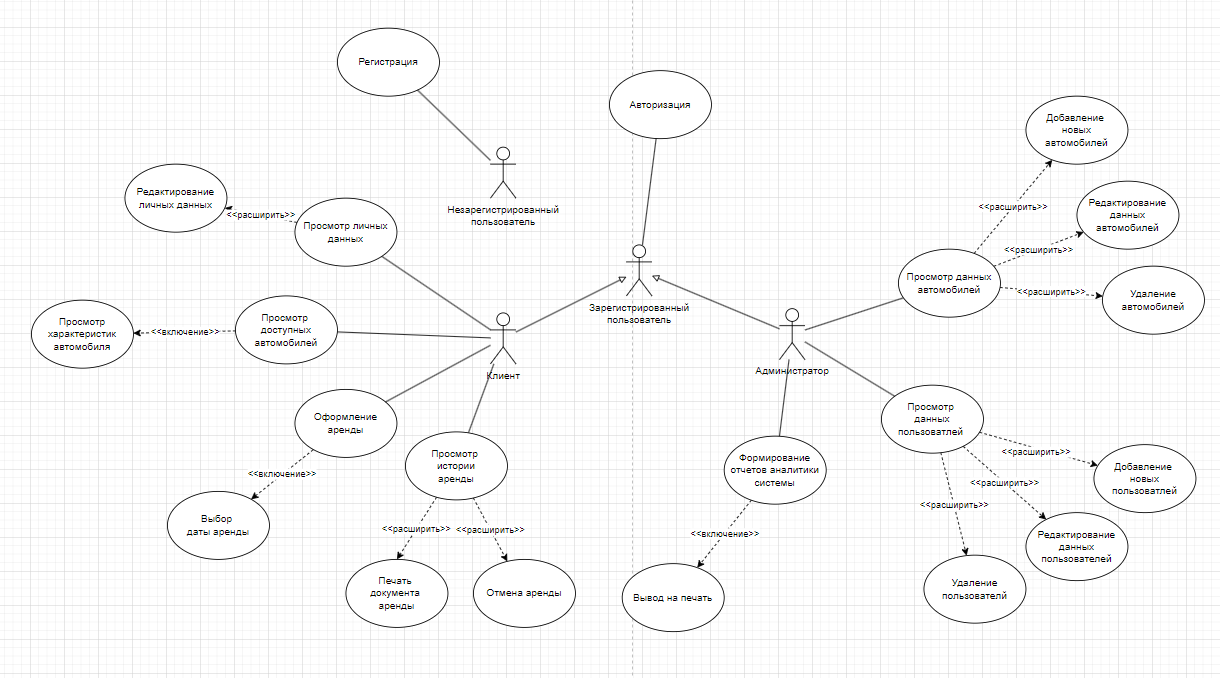 Регистрация
Авторизация
Добавление
новых
автомобилей
Незарегистрированный
пользователь
Редактирование
личных данных
<<расширить>>
Просмотр личных
данных
<<расширить>>
Редактирование
данных
автомобилей
<<расширить>>
Просмотр данных
автомобилей
<<расширить>>
Удаление
автомобилей
Зарегистрированный
пользователь
Просмотр
характеристик
автомобиля
<<включение>>
Просмотр
доступных
автомобилей
Клиент
Администратор
Оформление
аренды
<<включение>>
Выбор
даты аренды
Просмотр
истории
аренды
<<расширить>>
<<расширить>>
Печать
документа
аренды
Отмена аренды
Формирование
отчетов аналитики
системы
<<включение>>
Вывод на печать
Просмотр
данных
пользоватлей
<<расширить>>
<<расширить>>
<<расширить>>
Добавление
новых
пользоватлей
Редактирование
данных
пользователей
Удаление
пользователй